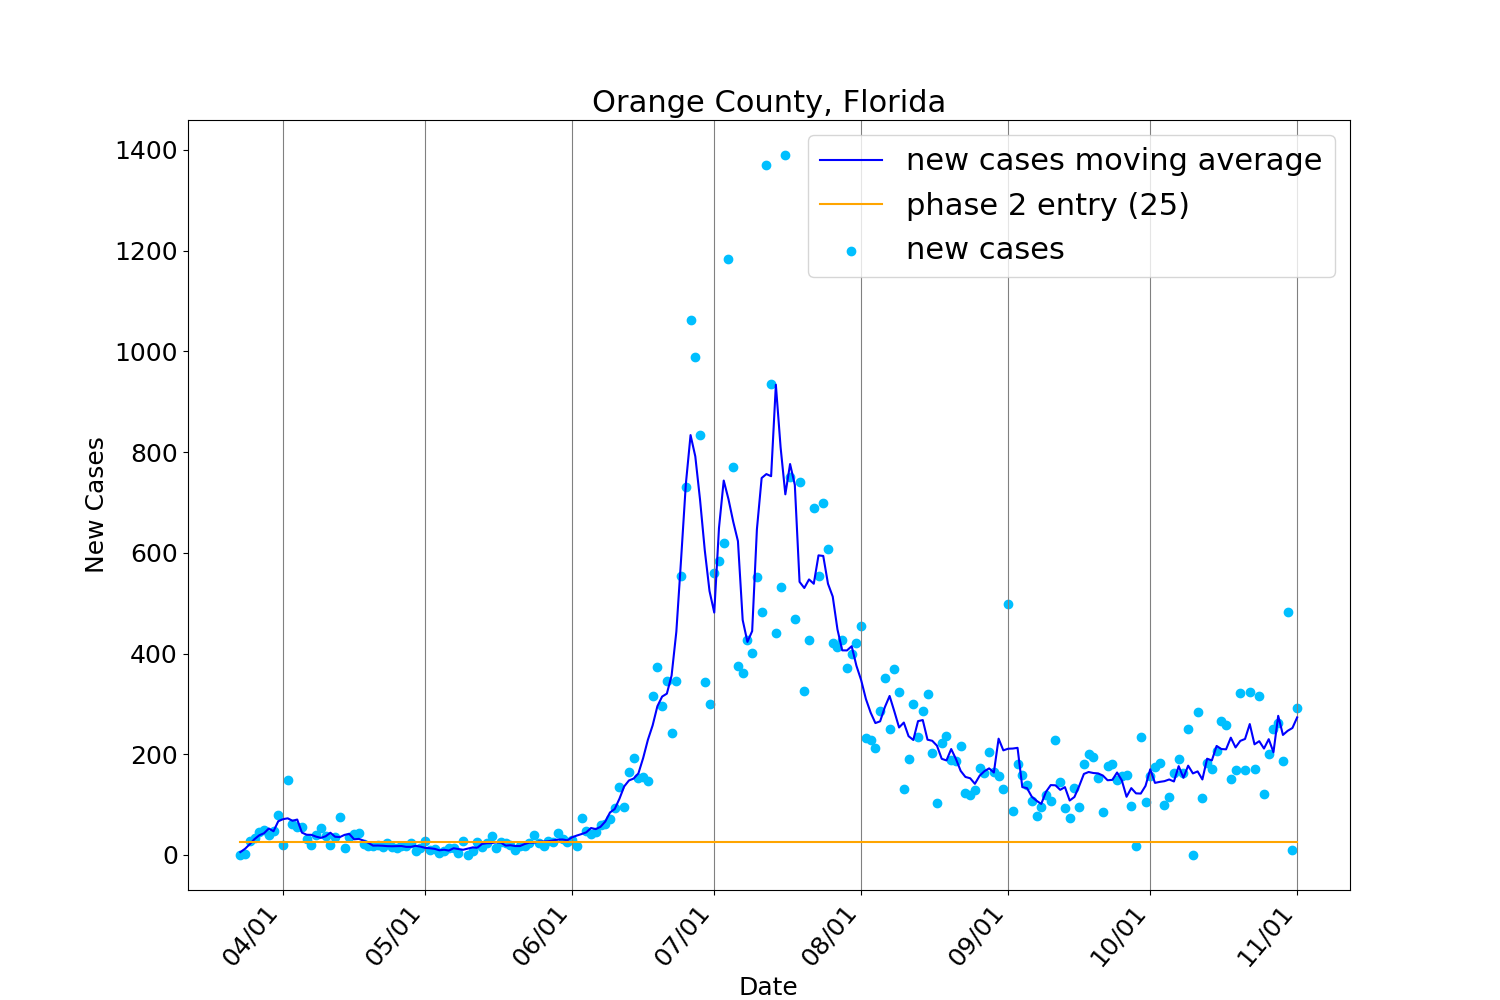 Orange County, Florida
new cases moving average
phase 2 entry (25)
new cases
New Cases
1400
1200
1000
800
600
400
200
0
04/01
05/01
06/01
07/01
08/01
09/01
10/01
11/01
Date